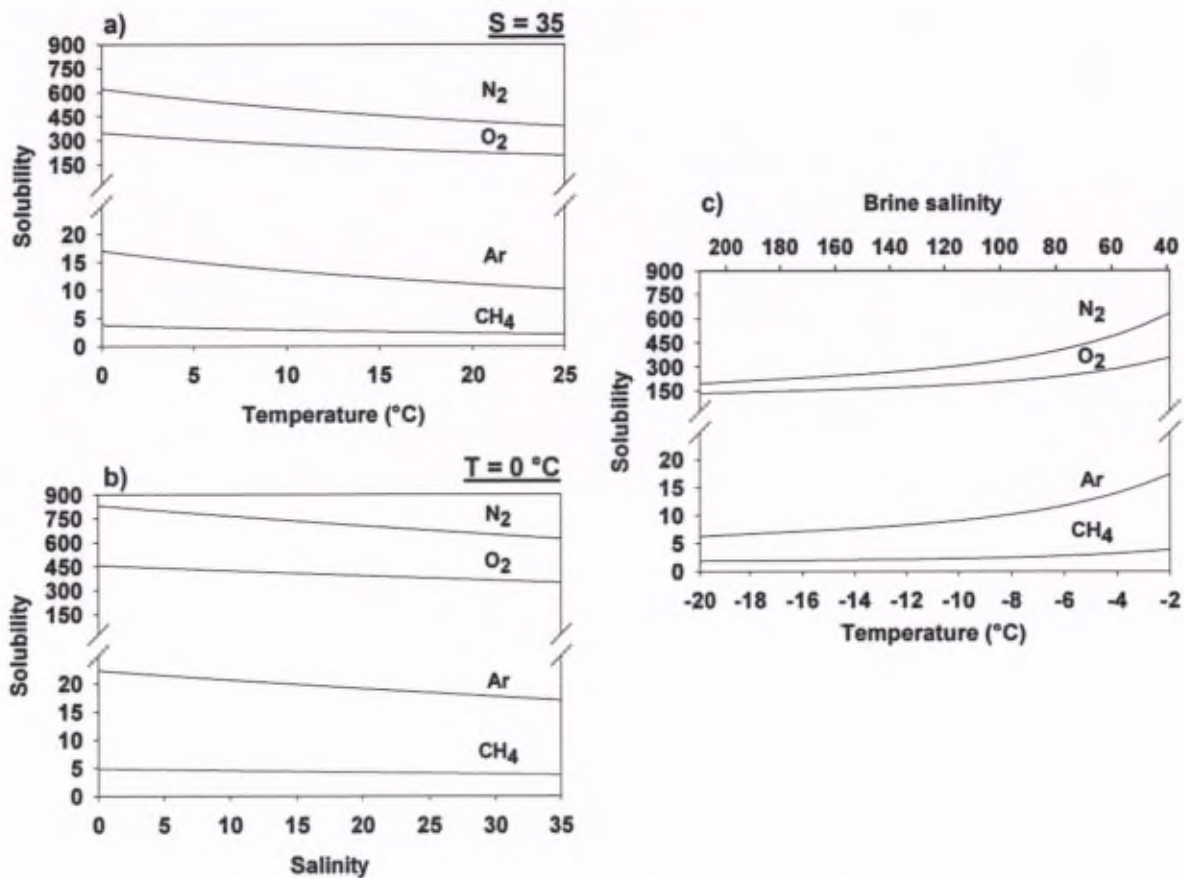 a)
S = 35
900
750
600
450
300
150
20
15
10
5
0
Solubility
N2
O2
Ar
CH4
0 5 10 15 20 25
Temperature (°C)
b)
T = 0 °C
900
750
600
450
300
150
20
15
10
5
0
Solubility
N2
O2
Ar
CH4
0 5 10 15 20 25 30 35
Salinity
c)
Brine salinity
200 180 160 140 120 100 80 60 40
900
750
600
450
300
150
20
15
10
5
0
Solubility
N2
O2
Ar
CH4
-20 -18 -16 -14 -12 -10 -8 -6 -4 -2
Temperature (°C)